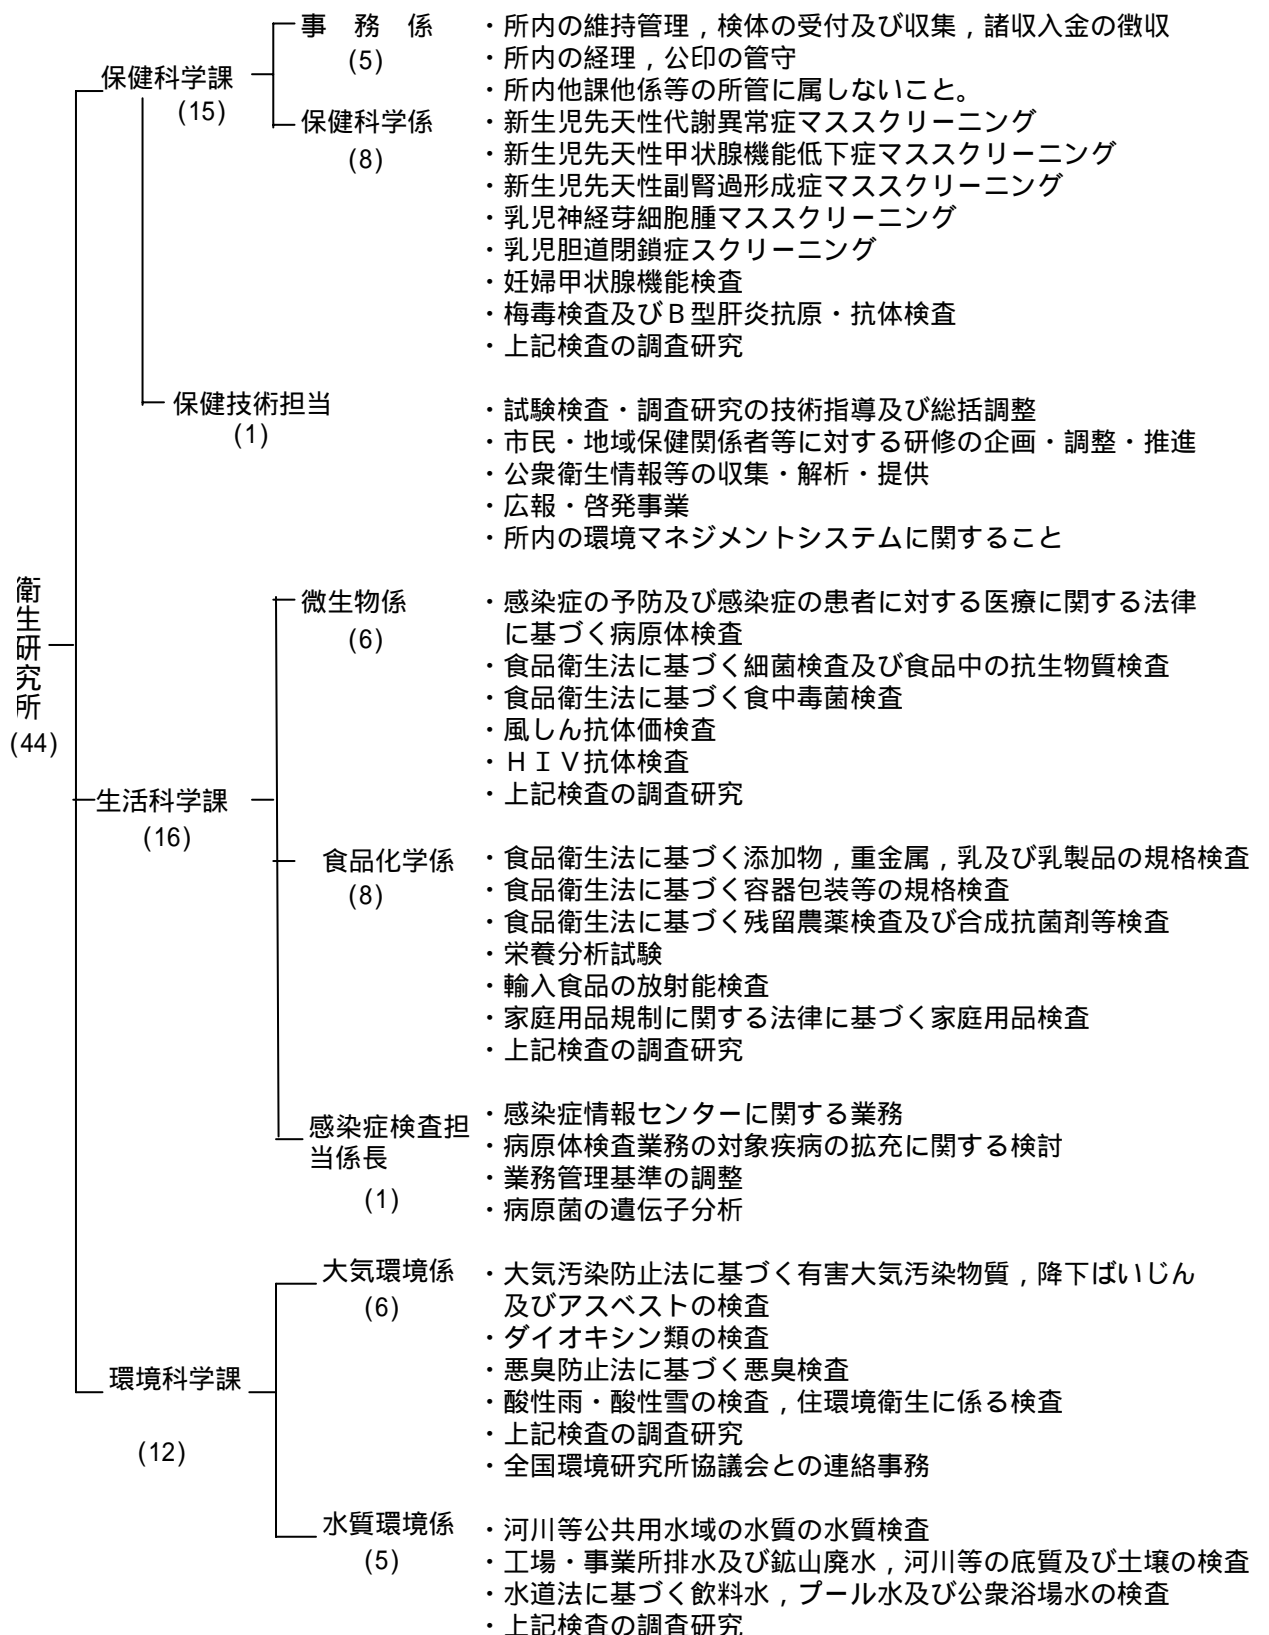 衛生研究所
(44)
保健科学課
(15)
事 務 係
(5)
・所内の維持管理,検体の受付及び収集,諸収入金の徴収
・所内の経理,公印の管守
・所内他課他係等の所管に属しないこと。
保健科学係
(8)
・新生児先天性代謝異常症マススクリーニング
・新生児先天性甲状腺機能低下症マススクリーニング
・新生児先天性副腎過形成症マススクリーニング
・乳児神経芽細胞腫マススクリーニング
・乳児胆道閉鎖症スクリーニング
・妊婦甲状腺機能検査
・梅毒検査及びB型肝炎抗原・抗体検査
・上記検査の調査研究
保健技術担当
(1)
・試験検査・調査研究の技術指導及び総括調整
・市民・地域保健関係者等に対する研修の企画・調整・推進
・公衆衛生情報等の収集・解析・提供
・広報・啓発事業
・所内の環境マネジメントシステムに関すること
生活科学課
(16)
微生物係
(6)
・感染症の予防及び感染症の患者に対する医療に関する法律
に基づく病原体検査
・食品衛生法に基づく細菌検査及び食品中の抗生物質検査
・食品衛生法に基づく食中毒菌検査
・風しん抗体価検査
・HIV抗体検査
・上記検査の調査研究
食品化学係
(8)
・食品衛生法に基づく添加物,重金属,乳及び乳製品の規格検査
・食品衛生法に基づく容器包装等の規格検査
・食品衛生法に基づく残留農薬検査及び合成抗菌剤等検査
・栄養分析試験
・輸入食品の放射能検査
・家庭用品規制に関する法律に基づく家庭用品検査
・上記検査の調査研究
感染症検査担
当係長
(1)
・感染症情報センターに関する業務
・病原体検査業務の対象疾病の拡充に関する検討
・業務管理基準の調整
・病原菌の遺伝子分析
環境科学課
(12)
大気環境係
(6)
・大気汚染防止法に基づく有害大気汚染物質,降下ばいじん
及びアスベストの検査
・ダイオキシン類の検査
・悪臭防止法に基づく悪臭検査
・酸性雨・酸性雪の検査,住環境衛生に係る検査
・上記検査の調査研究
・全国環境研究所協議会との連絡事務
水質環境係
(5)
・河川等公共用水域の水質の水質検査
・工場・事業所排水及び鉱山廃水,河川等の底質及び土壌の検査
・水道法に基づく飲料水,プール水及び公衆浴場水の検査
・上記検査の調査研究